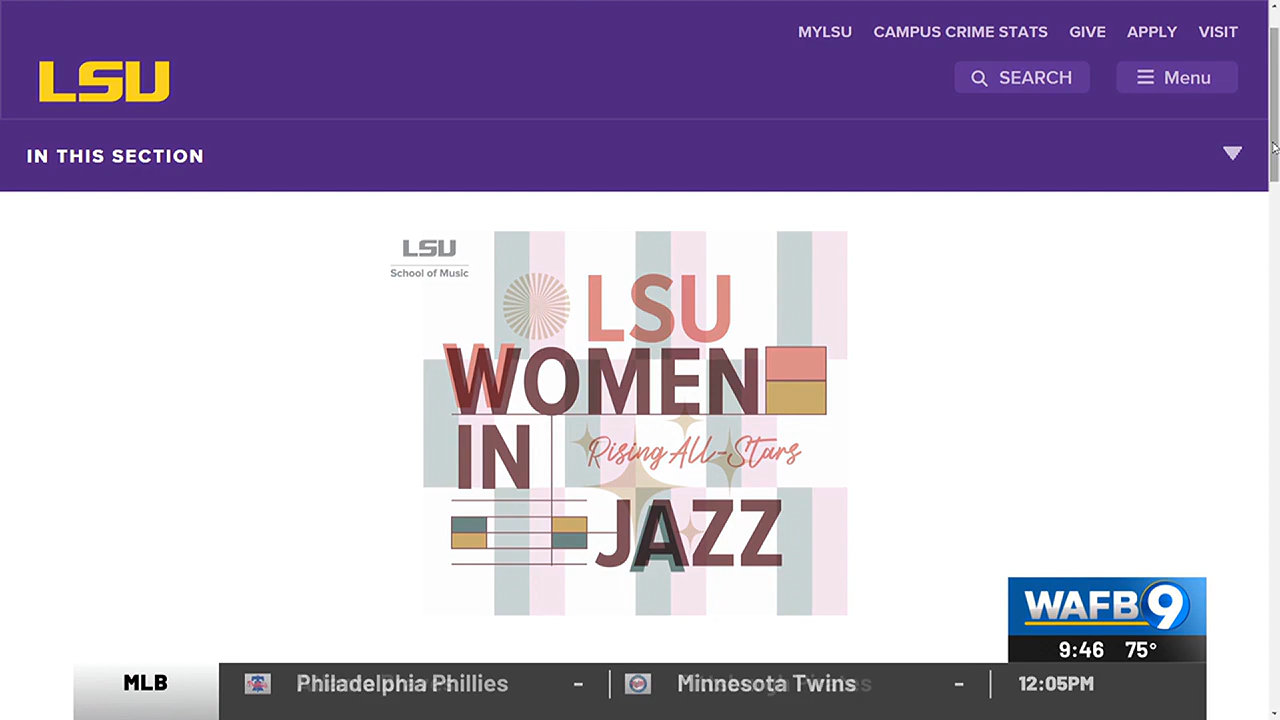 MYLSU CAMPUS CRIME STATS GIVE APPLY VISIT
LSU
SEARCH
Menu
IN THIS SECTION
LSU
School of Music
LSU
WOMEN
IN
Rising All-Stars
JAZZ
WAFB 9
9:46 75°
MLB Philadelphia Phillies - Minnesota Twins - 12:05PM